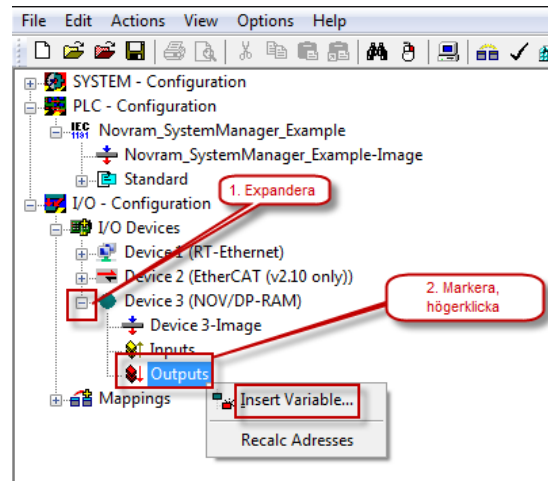 File Edit Actions View Options Help
SYSTEM - Configuration
PLC - Configuration
IEC
1131
Novram_SystemManager_Example
Novram_SystemManager_Example-Image
Standard
1. Expandera
I/O - Configuration
I/O Devices
Device 1 (RT-Ethernet)
Device 2 (EtherCAT (v2.10 only))
2. Markera,
högerklicka
Device 3 (NOV/DP-RAM)
Device 3-Image
Inputs
Outputs
Mappings
Insert Variable...
Recalc Adresses